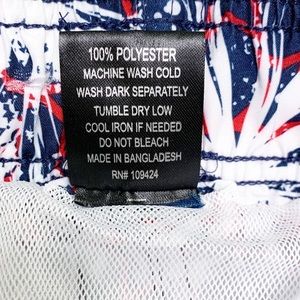 100% POLYESTER
MACHINE WASH COLD
WASH DARK SEPARATELY
TUMBLE DRY LOW
COOL IRON IF NEEDED
DO NOT BLEACH
MADE IN BANGLADESH
RN# 109424